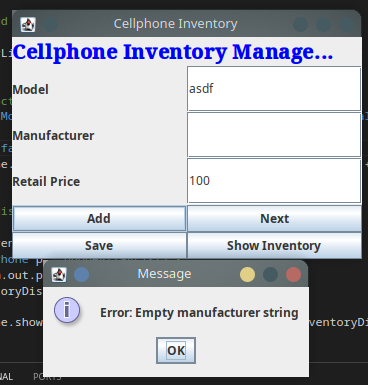 Cellphone Inventory
Cellphone Inventory Manage...
Model
asdf
Manufacturer
Retail Price
100
Add
Next
Save
Show Inventory
Message
Error: Empty manufacturer string
OK